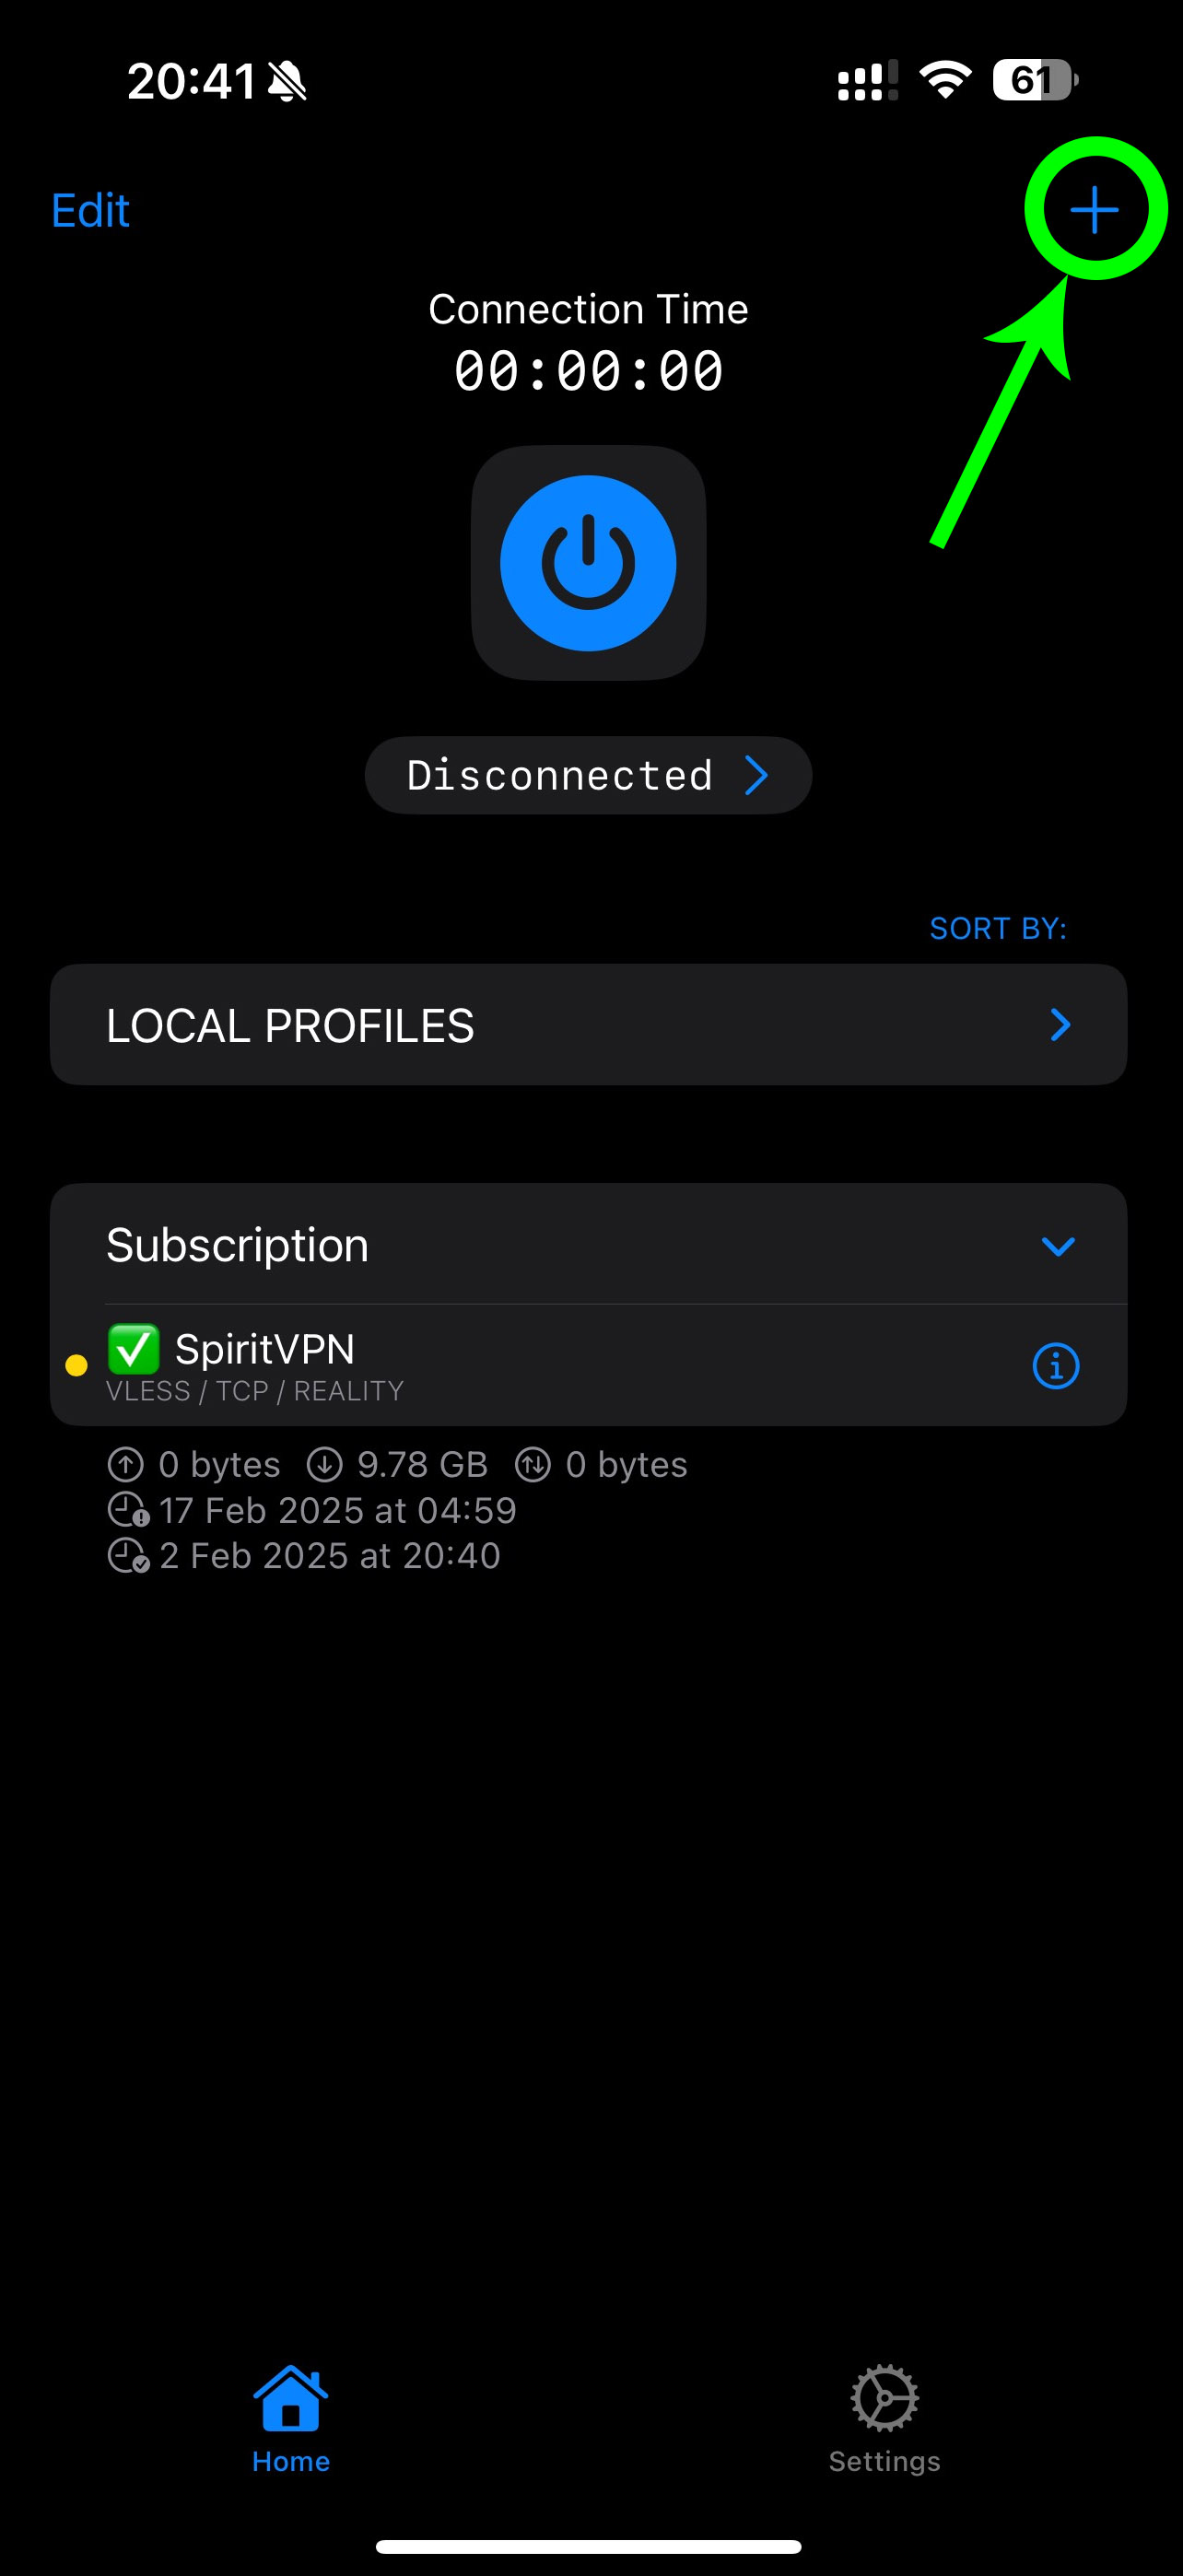 20:41
61
Edit
Connection Time
00:00:00
Disconnected
SORT BY:
LOCAL PROFILES
Subscription
✅ SpiritVPN
VLESS / TCP / REALITY
0 bytes 9.78 GB 0 bytes
17 Feb 2025 at 04:59
2 Feb 2025 at 20:40
Home
Settings